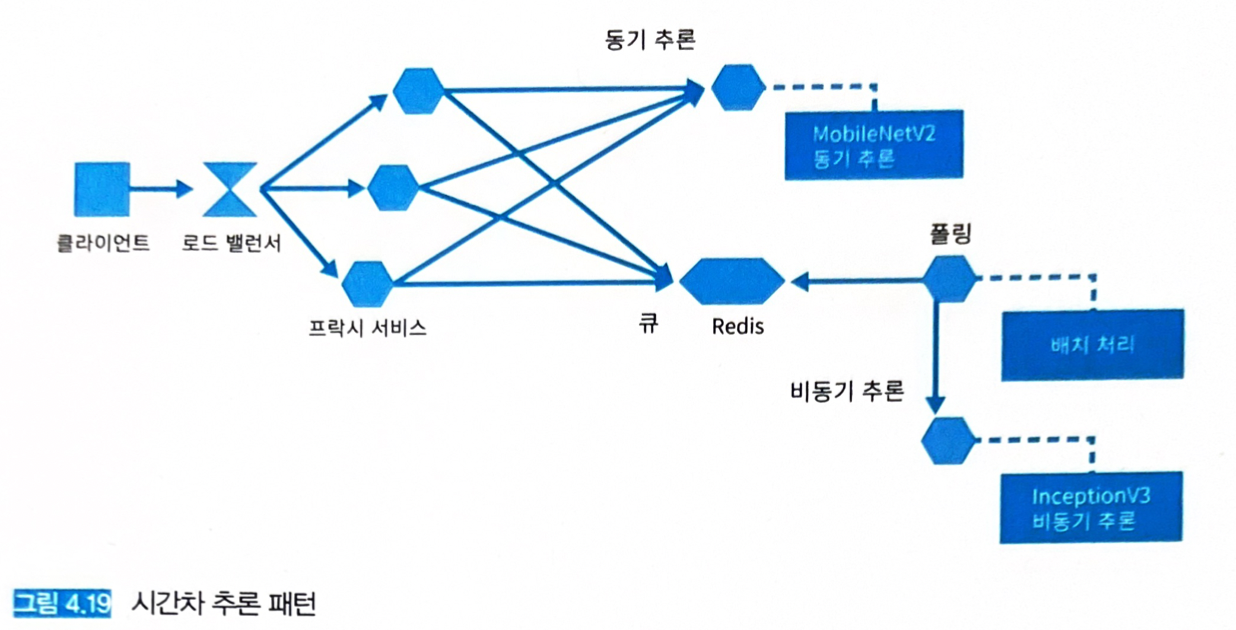 동기 추론
MobileNetV2
동기 추론
클라이언트
로드 밸런서
프락시 서비스
큐
Redis
폴링
배치 처리
비동기 추론
InceptionV3
비동기 추론
그림 4.19 시간차 추론 패턴